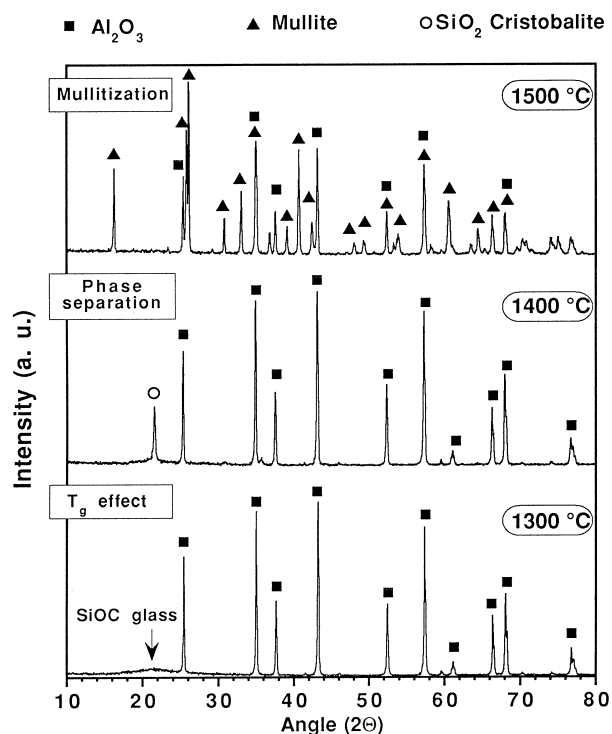 ■ Al₂O₃ ▲ Mullite ○ SiO₂ Cristobalite
Mullitization
1500 °C
Phase
separation
1400 °C
Tg effect
1300 °C
SiOC glass
Intensity (a. u.)
10 20 30 40 50 60 70 80
Angle (2Θ)